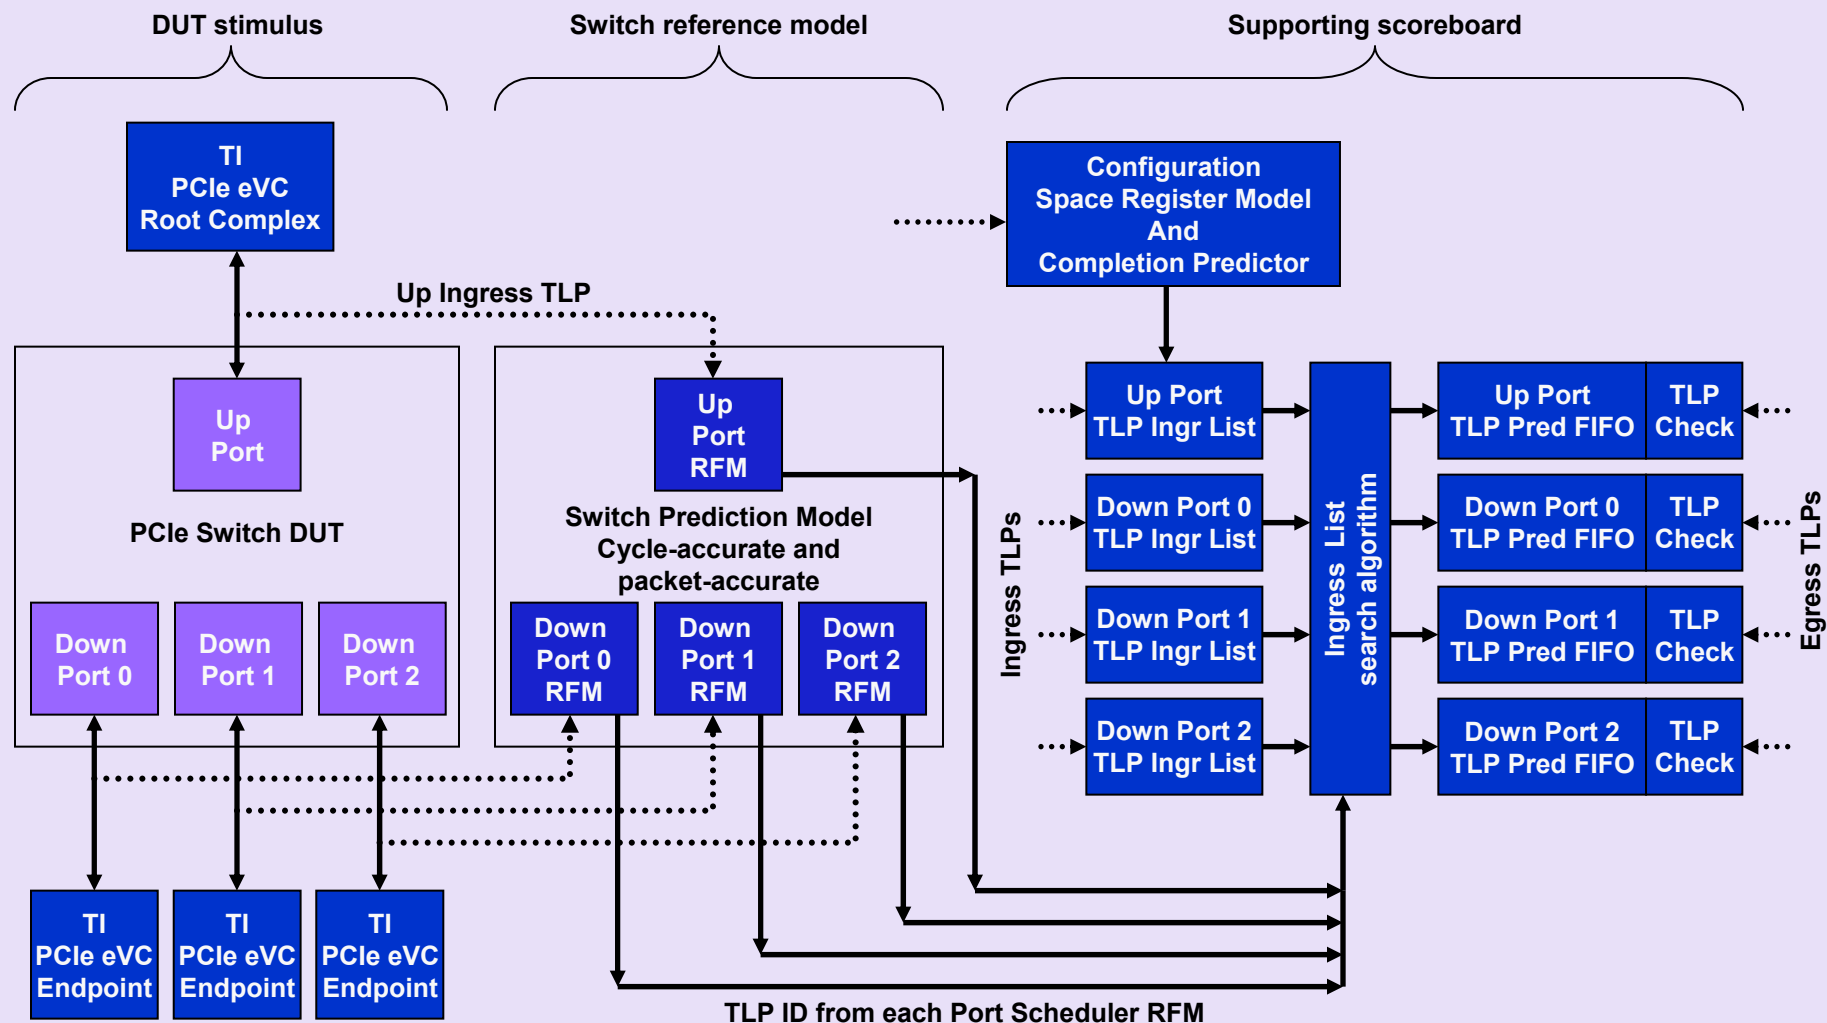 DUT stimulus
Switch reference model
Supporting scoreboard
TI
PCIe eVC
Root Complex
Configuration
Space Register Model
And
Completion Predictor
Up Ingress TLP
Up
Port
PCIe Switch DUT
Down
Port 0
Down
Port 1
Down
Port 2
TI
PCIe eVC
Endpoint
TI
PCIe eVC
Endpoint
TI
PCIe eVC
Endpoint
Up
Port
RFM
Switch Prediction Model
Cycle-accurate and
packet-accurate
Down
Port 0
RFM
Down
Port 1
RFM
Down
Port 2
RFM
Ingress TLPs
Up Port
TLP Ingr List
Down Port 0
TLP Ingr List
Down Port 1
TLP Ingr List
Down Port 2
TLP Ingr List
Ingress List
search algorithm
Up Port
TLP Pred FIFO
TLP
Check
Down Port 0
TLP Pred FIFO
TLP
Check
Down Port 1
TLP Pred FIFO
TLP
Check
Down Port 2
TLP Pred FIFO
TLP
Check
Egress TLPs
TLP ID from each Port Scheduler RFM